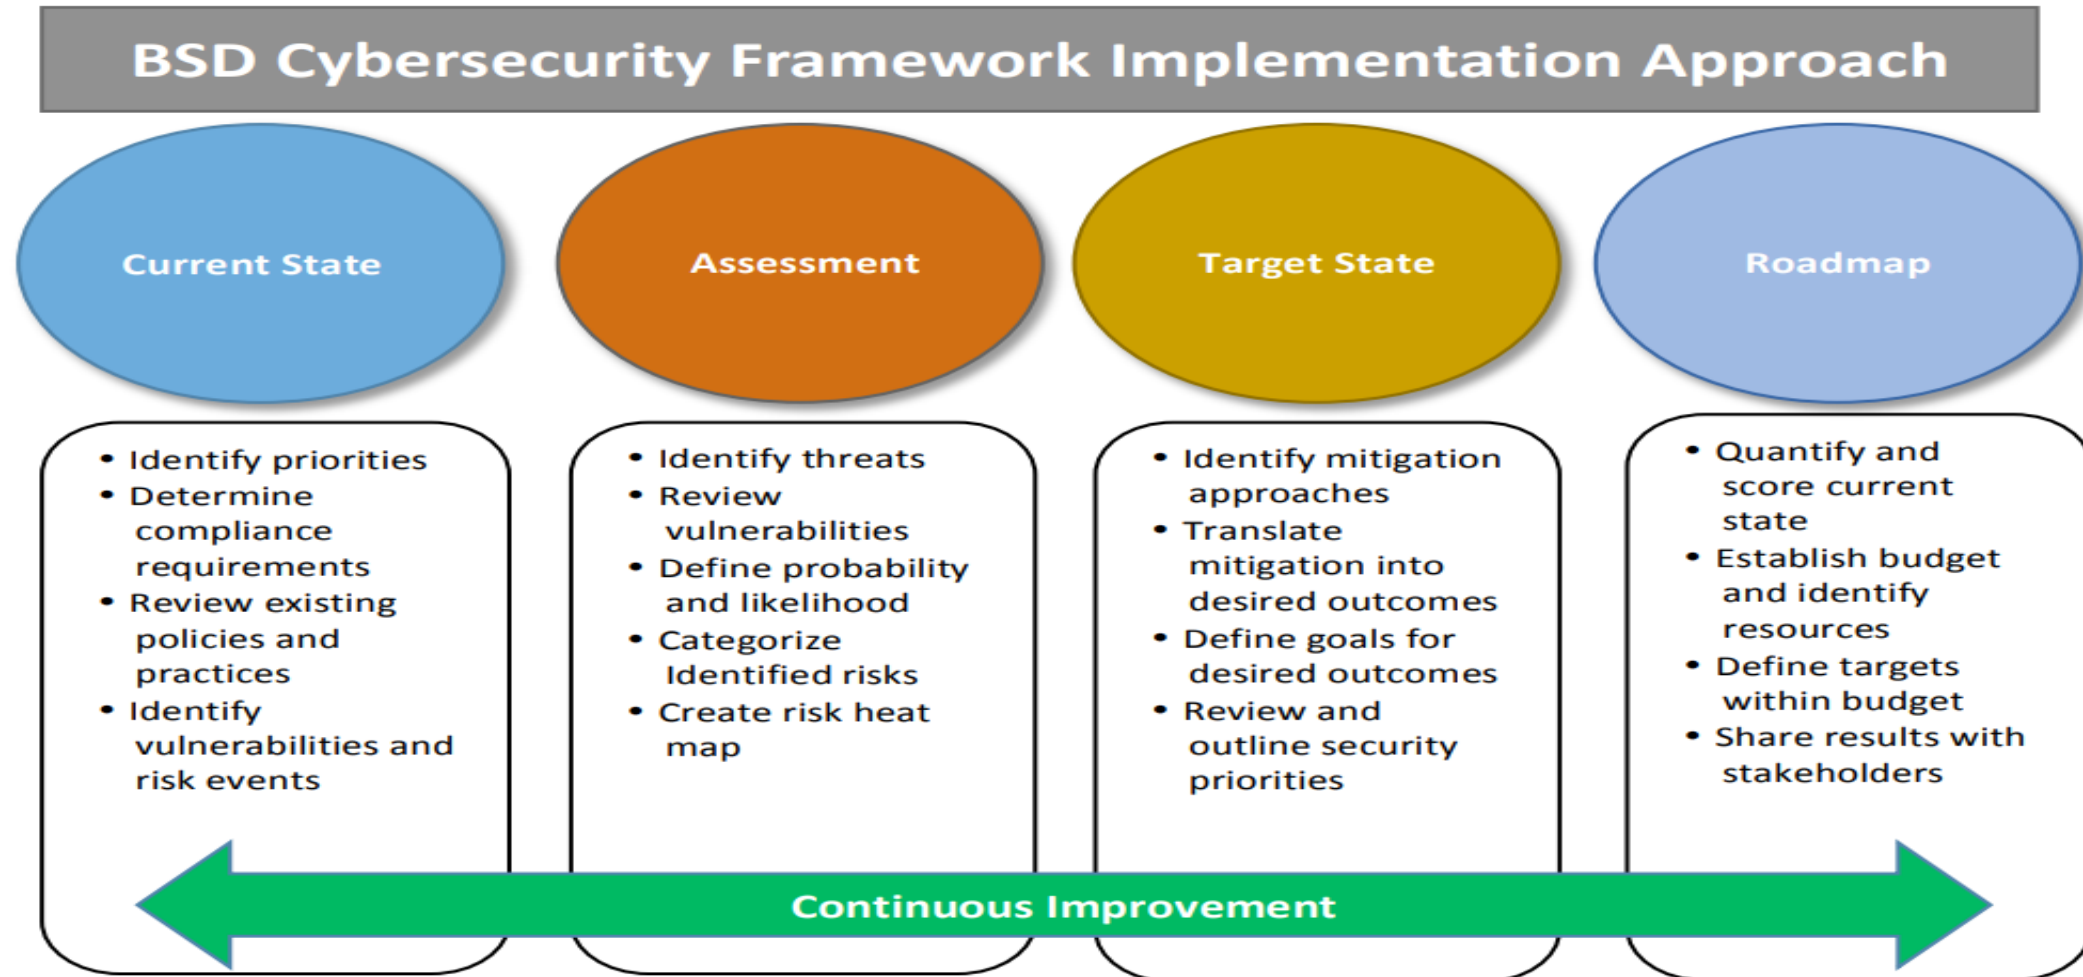 BSD Cybersecurity Framework Implementation Approach
Current State
Assessment
Target State
Roadmap
• Identify priorities
• Determine
compliance
requirements
• Review existing
policies and
practices
• Identify
vulnerabilities and
risk events
• Identify threats
• Review
vulnerabilities
• Define probability
and likelihood
• Categorize
Identified risks
• Create risk heat
map
• Identify mitigation
approaches
• Translate
mitigation into
desired outcomes
• Define goals for
desired outcomes
• Review and
outline security
priorities
• Quantify and
score current
state
• Establish budget
and identify
resources
• Define targets
within budget
• Share results with
stakeholders
Continuous Improvement